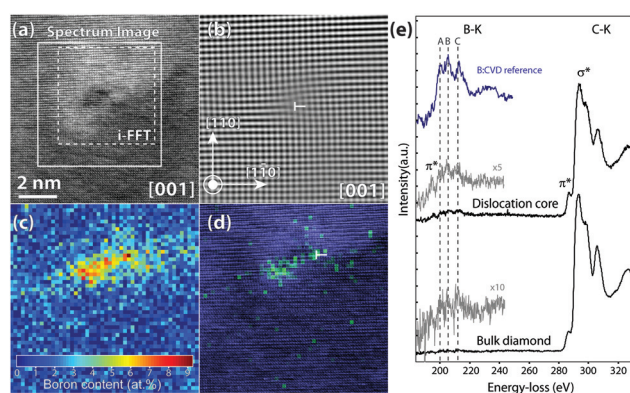 (a) Spectrum Image
i-FFT
2 nm
[001]
(b)
[110]
[11̅0]
[001]
(c)
0 1 2 3 4 5 6 7 8 9
Boron content (at.%)
(d)
(e)
B-K
C-K
A B C
B:CVD reference
σ*
π*
x5
π*
Dislocation core
x10
Bulk diamond
Intensity(a.u.)
200 220 240 260 280 300 320
Energy-loss (eV)